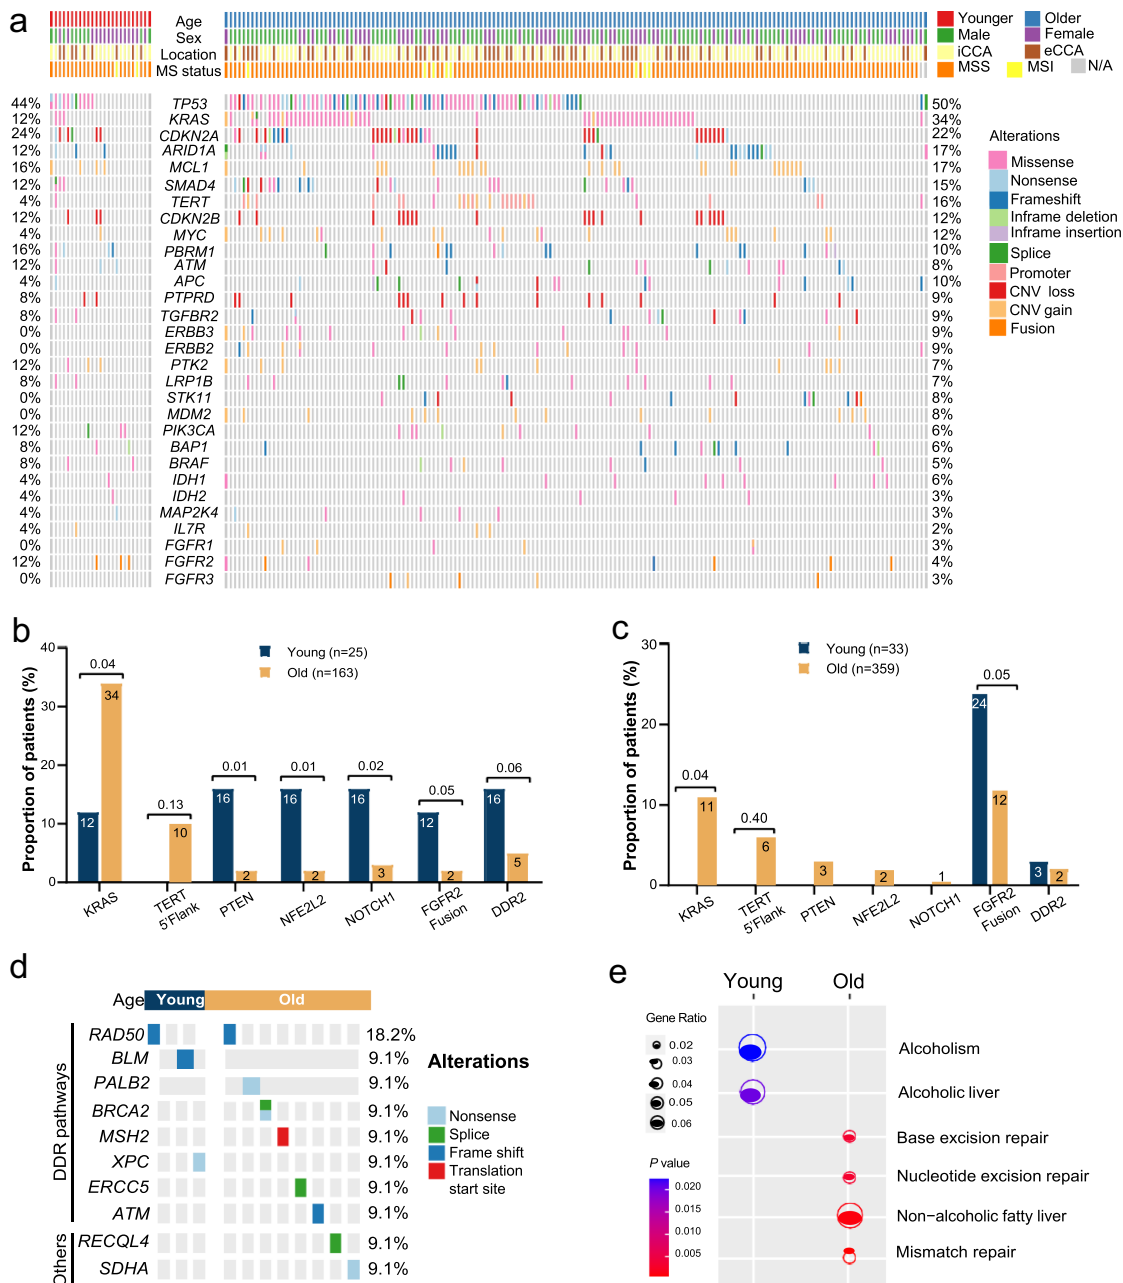 a
Age
Sex
Location
MS status
Younger Older
Male Female
iCCA eCCA
MSS MSI N/A
44% TP53 50%
12% KRAS 34%
24% CDKN2A 22%
12% ARID1A 17%
16% MCL1 17%
12% SMAD4 15%
4% TERT 16%
12% CDKN2B 12%
4% MYC 12%
16% PBRM1 10%
12% ATM 8%
4% APC 10%
8% PTPRD 9%
8% TGFBR2 9%
0% ERBB3 9%
0% ERBB2 9%
12% PTK2 7%
8% LRP1B 7%
0% STK11 8%
0% MDM2 8%
12% PIK3CA 6%
8% BAP1 6%
8% BRAF 5%
4% IDH1 6%
4% IDH2 3%
4% MAP2K4 3%
4% IL7R 2%
0% FGFR1 3%
12% FGFR2 4%
0% FGFR3 3%
Alterations
Missense
Nonsense
Frameshift
Inframe deletion
Inframe insertion
Splice
Promoter
CNV loss
CNV gain
Fusion
b
Proportion of patients (%)
40
30
20
10
0
Young (n=25)
Old (n=163)
0.04 0.13 0.01 0.01 0.02 0.05 0.06
12 34 10 16 2 16 2 16 3 12 2 16 5
KRAS TERT 5'Flank PTEN NFE2L2 NOTCH1 FGFR2 Fusion DDR2
c
Proportion of patients (%)
30
20
10
0
Young (n=33)
Old (n=359)
0.04 0.40 0.05
11 6 3 2 1 24 12 3 2
KRAS TERT 5'Flank PTEN NFE2L2 NOTCH1 FGFR2 Fusion DDR2
d
Age Young Old
DDR pathways
RAD50 18.2%
BLM 9.1%
PALB2 9.1%
BRCA2 9.1%
MSH2 9.1%
XPC 9.1%
ERCC5 9.1%
ATM 9.1%
Others
RECQL4 9.1%
SDHA 9.1%
Alterations
Nonsense
Splice
Frame shift
Translation
start site
e
Young Old
Gene Ratio
0.02
0.03
0.04
0.05
0.06
P value
0.020
0.015
0.010
0.005
Alcoholism
Alcoholic liver
Base excision repair
Nucleotide excision repair
Non−alcoholic fatty liver
Mismatch repair